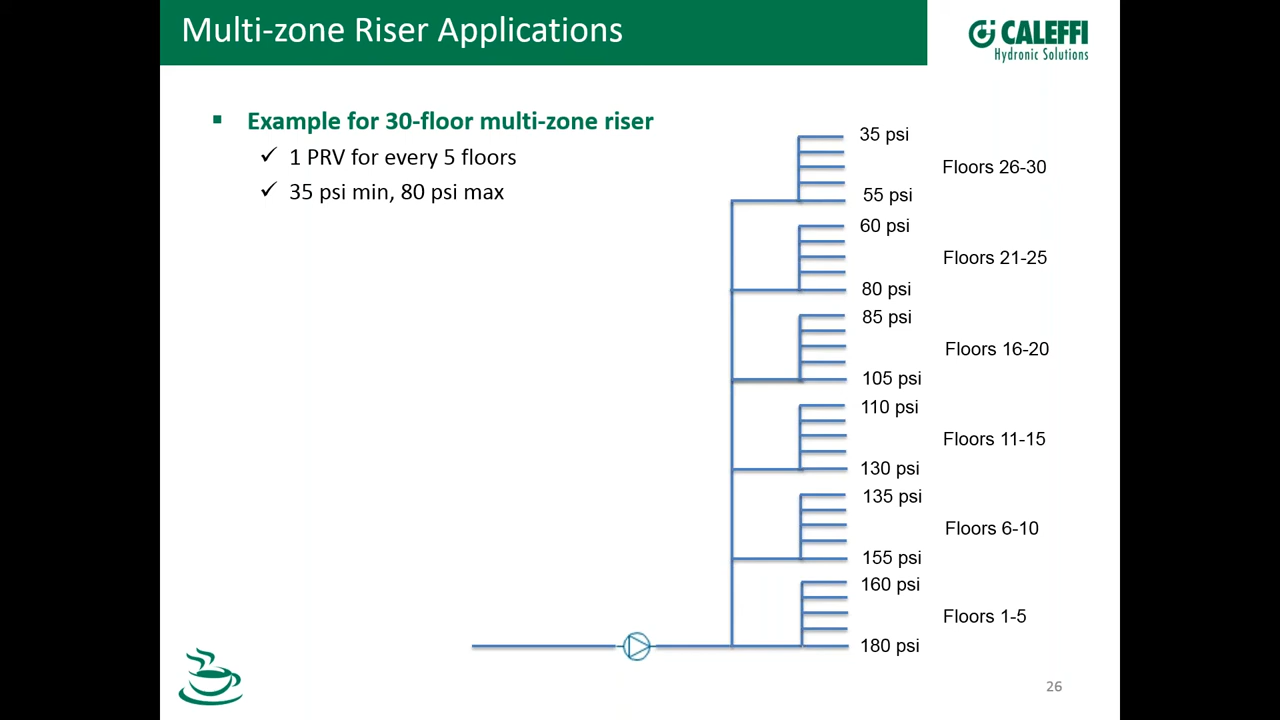 Multi-zone Riser Applications
CALEFFI
Hydronic Solutions
▪ Example for 30-floor multi-zone riser
✓ 1 PRV for every 5 floors
✓ 35 psi min, 80 psi max
35 psi
Floors 26-30
55 psi
60 psi
Floors 21-25
80 psi
85 psi
Floors 16-20
105 psi
110 psi
Floors 11-15
130 psi
135 psi
Floors 6-10
155 psi
160 psi
Floors 1-5
180 psi
26